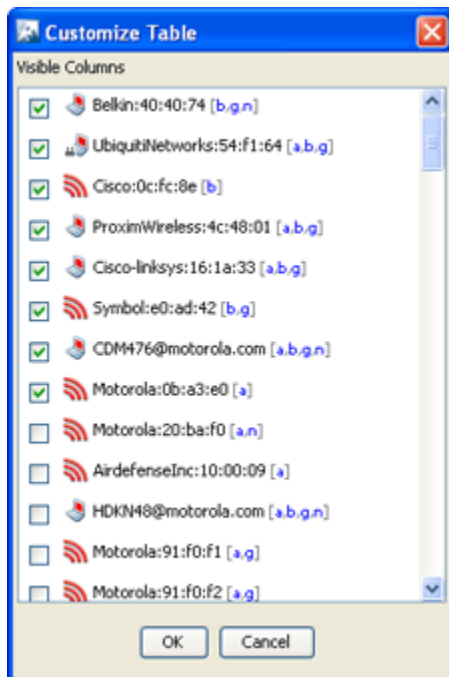 Customize Table
Visible Columns
Belkin:40:40:74 [b,g,n]
UbiquitiNetworks:54:f1:64 [a,b,g]
Cisco:0c:fc:8e [b]
ProximWireless:4c:48:01 [a,b,g]
Cisco-linksys:16:1a:33 [a,b,g]
Symbol:e0:ad:42 [b,g]
CDM476@motorola.com [a,b,g,n]
Motorola:0b:a3:e0 [a]
Motorola:20:ba:f0 [a,n]
AirdefenseInc:10:00:09 [a]
HDKN48@motorola.com [a,b,g,n]
Motorola:91:f0:f1 [a,g]
Motorola:91:f0:f2 [a,g]
OK Cancel